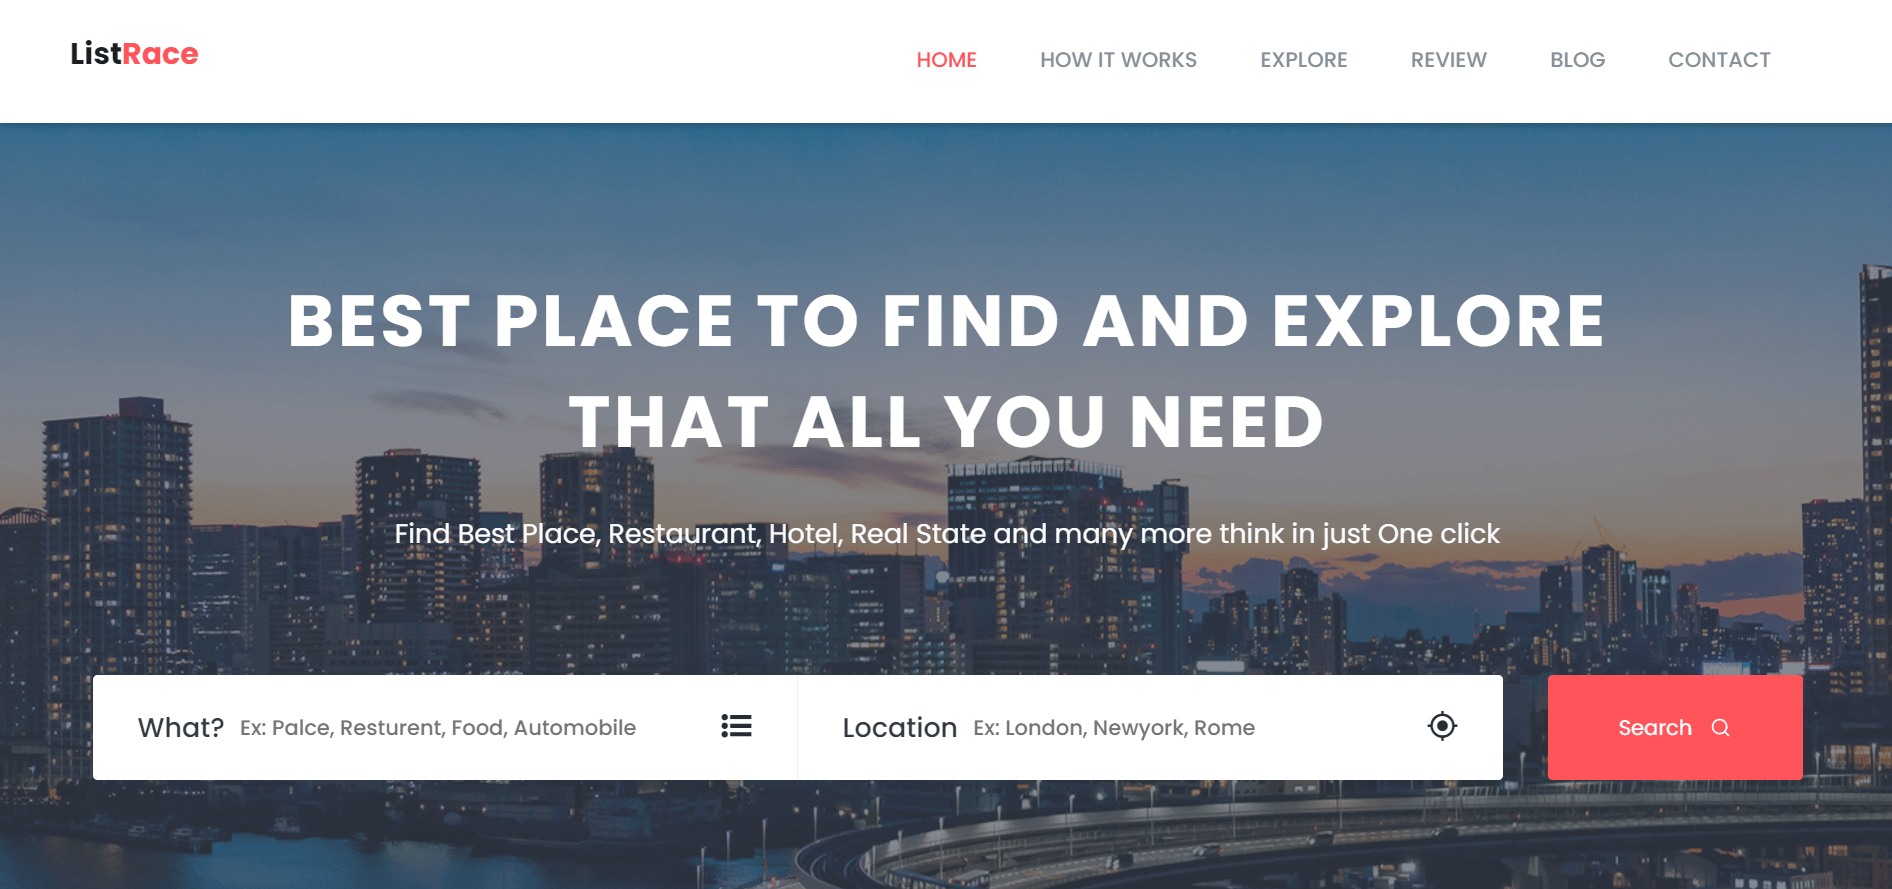 ListRace
HOME HOW IT WORKS EXPLORE REVIEW BLOG CONTACT
BEST PLACE TO FIND AND EXPLORE
THAT ALL YOU NEED
Find Best Place, Restaurant, Hotel, Real State and many more think in just One click
What? Ex: Palce, Resturent, Food, Automobile Location Ex: London, Newyork, Rome Search